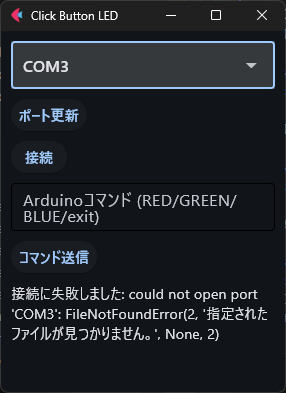 Click Button LED
COM3
ポート更新
接続
Arduinoコマンド (RED/GREEN/
BLUE/exit)
コマンド送信
接続に失敗しました: could not open port
'COM3': FileNotFoundError(2, '指定された
ファイルが見つかりません。', None, 2)